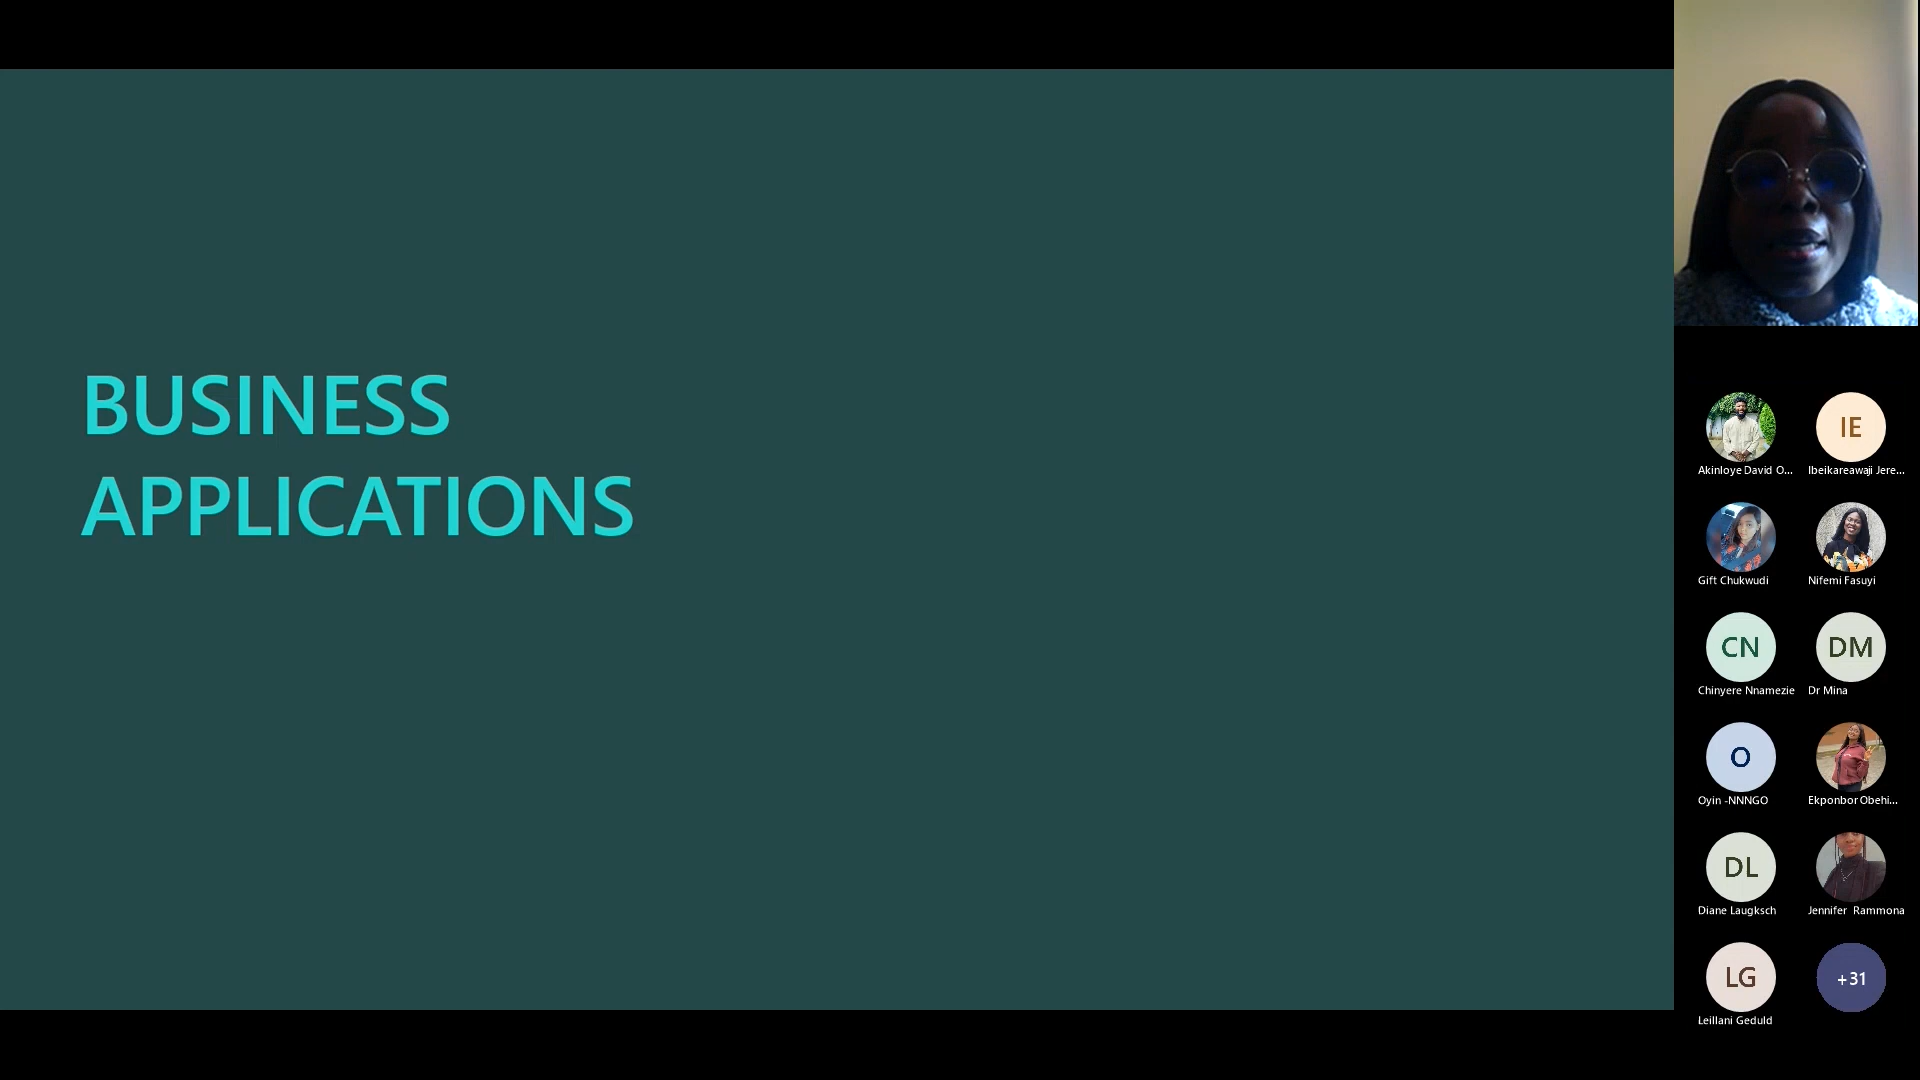 BUSINESS
APPLICATIONS
Akinloye David O...
IE
Ibeikareawaji Jere...
Gift Chukwudi
Nifemi Fasuyi
CN
Chinyere Nnamezie
DM
Dr Mina
O
Oyin -NNNGO
Ekponbor Obehi...
DL
Diane Laugksch
Jennifer Rammona
LG
Leillani Geduld
+31